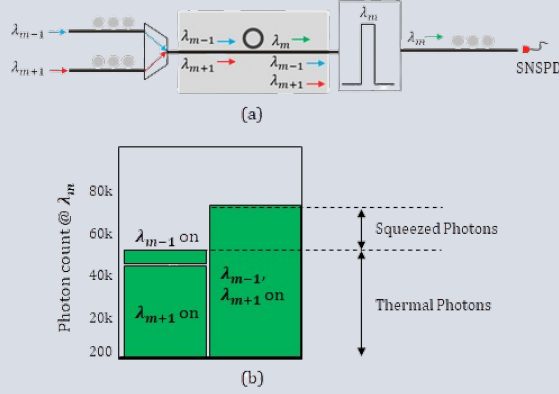 λm
λm−1
λm−1
λm
λm
λm+1
λm+1
λm−1
λm+1
SNSPD
(a)
Photon count @ λm
80k
60k
40k
20k
200
λm−1 on
λm+1 on
λm−1,
λm+1 on
Squeezed Photons
Thermal Photons
(b)